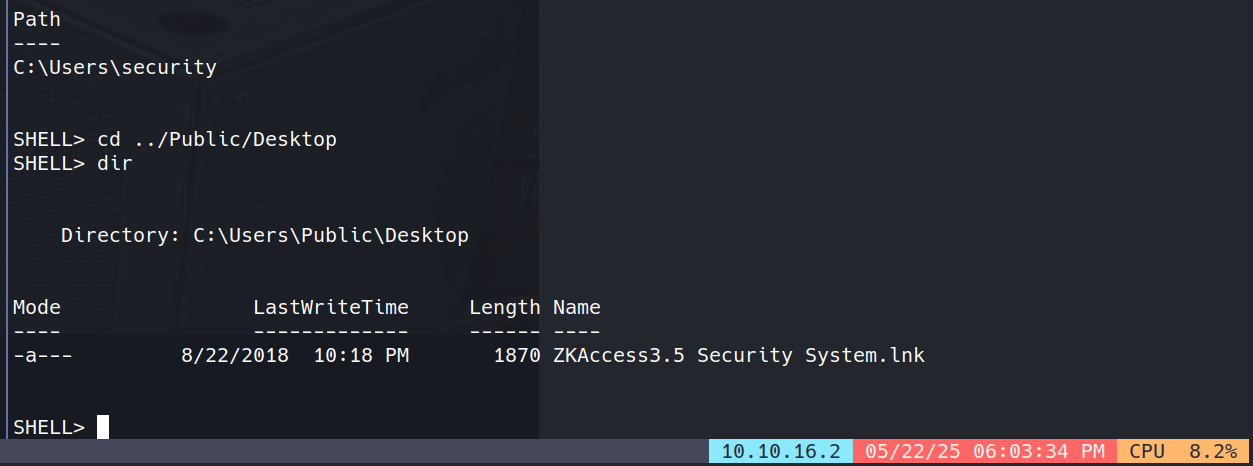 Path
----
C:\Users\security
SHELL> cd ../Public/Desktop
SHELL> dir
    Directory: C:\Users\Public\Desktop
Mode                LastWriteTime     Length Name
----                -------------     ------ ----
-a---         8/22/2018  10:18 PM       1870 ZKAccess3.5 Security System.lnk
SHELL>
10.10.16.2  05/22/25 06:03:34 PM  CPU  8.2%